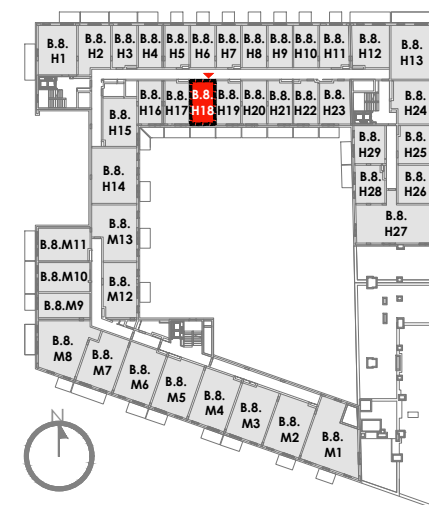 B.8.
H1
B.8.
H2
B.8.
H3
B.8.
H4
B.8.
H5
B.8.
H6
B.8.
H7
B.8.
H8
B.8.
H9
B.8.
H10
B.8.
H11
B.8.
H12
B.8.
H13
B.8.
H15
B.8.
H16
B.8.
H17
B.8.
H18
B.8.
H19
B.8.
H20
B.8.
H21
B.8.
H22
B.8.
H23
B.8.
H24
B.8.
H29
B.8.
H25
B.8.
H14
B.8.
H28
B.8.
H26
B.8.
H27
B.8.
M13
B.8.M11
B.8.M10
B.8.M9
B.8.
M12
B.8.
M8
B.8.
M7
B.8.
M6
B.8.
M5
B.8.
M4
B.8.
M3
B.8.
M2
B.8.
M1
N